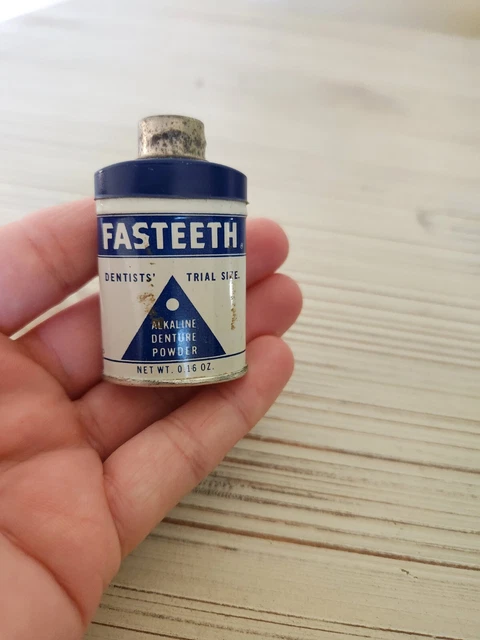 FASTEETH
DENTISTS' TRIAL SIZE.
ALKALINE
DENTURE
POWDER
NET WT. 0.16 OZ.